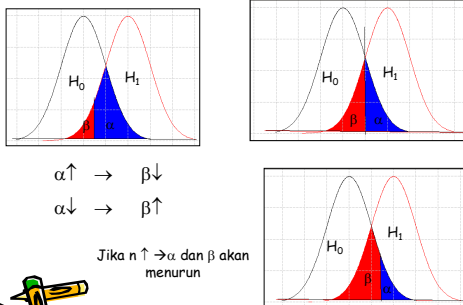 H₀ H₁
β α
H₀ H₁
β α
α↑ → β↓
α↓ → β↑
Jika n ↑ →α dan β akan
menurun
H₀ H₁
β
α